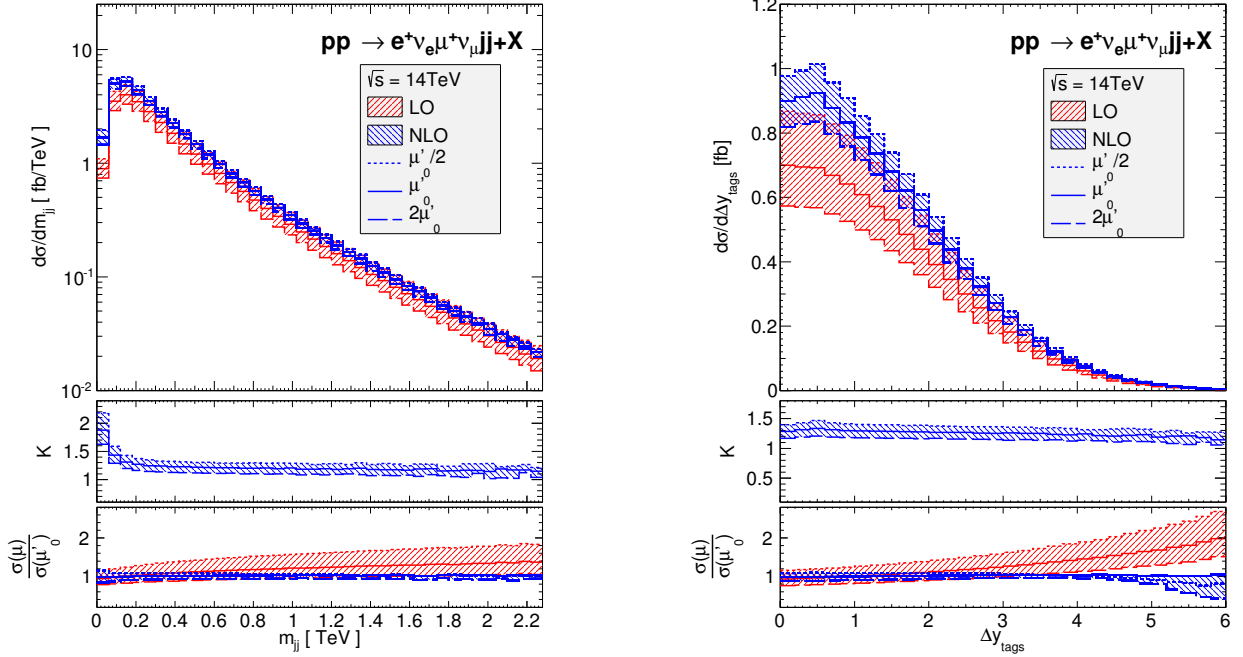 pp → e⁺νₑμ⁺ν_μjj+X
√s = 14TeV
LO
NLO
μ' /2
μ'₀
2μ'₀
dσ/dm_jj [ fb/TeV ]
10
1
10⁻¹
10⁻²
K
2
1.5
1
σ(μ)/σ(μ'₀)
2
1
0 0.2 0.4 0.6 0.8 1 1.2 1.4 1.6 1.8 2 2.2
m_jj [ TeV ]
pp → e⁺νₑμ⁺ν_μjj+X
√s = 14TeV
LO
NLO
μ' /2
μ'₀
2μ'₀
dσ/dΔy_tags [fb]
1.2
1
0.8
0.6
0.4
0.2
0
K
1.5
1
0.5
σ(μ)/σ(μ'₀)
2
1
0 1 2 3 4 5 6
Δy_tags